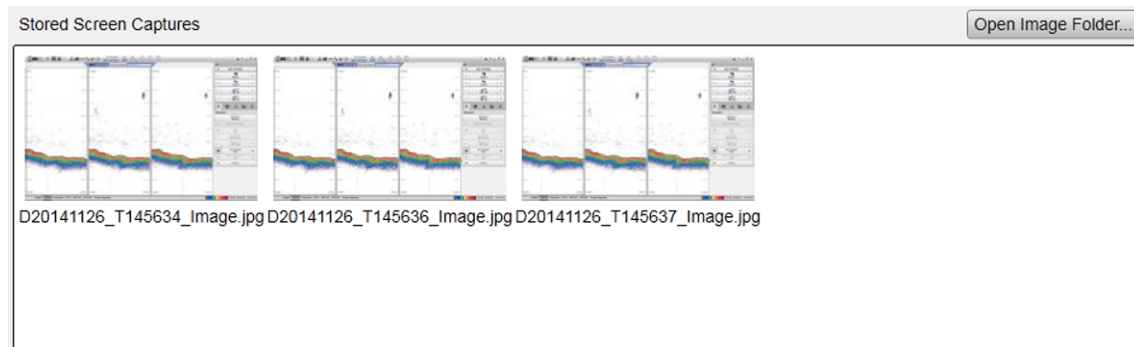 Stored Screen Captures
Open Image Folder...
D20141126_T145634_Image.jpg
D20141126_T145636_Image.jpg
D20141126_T145637_Image.jpg